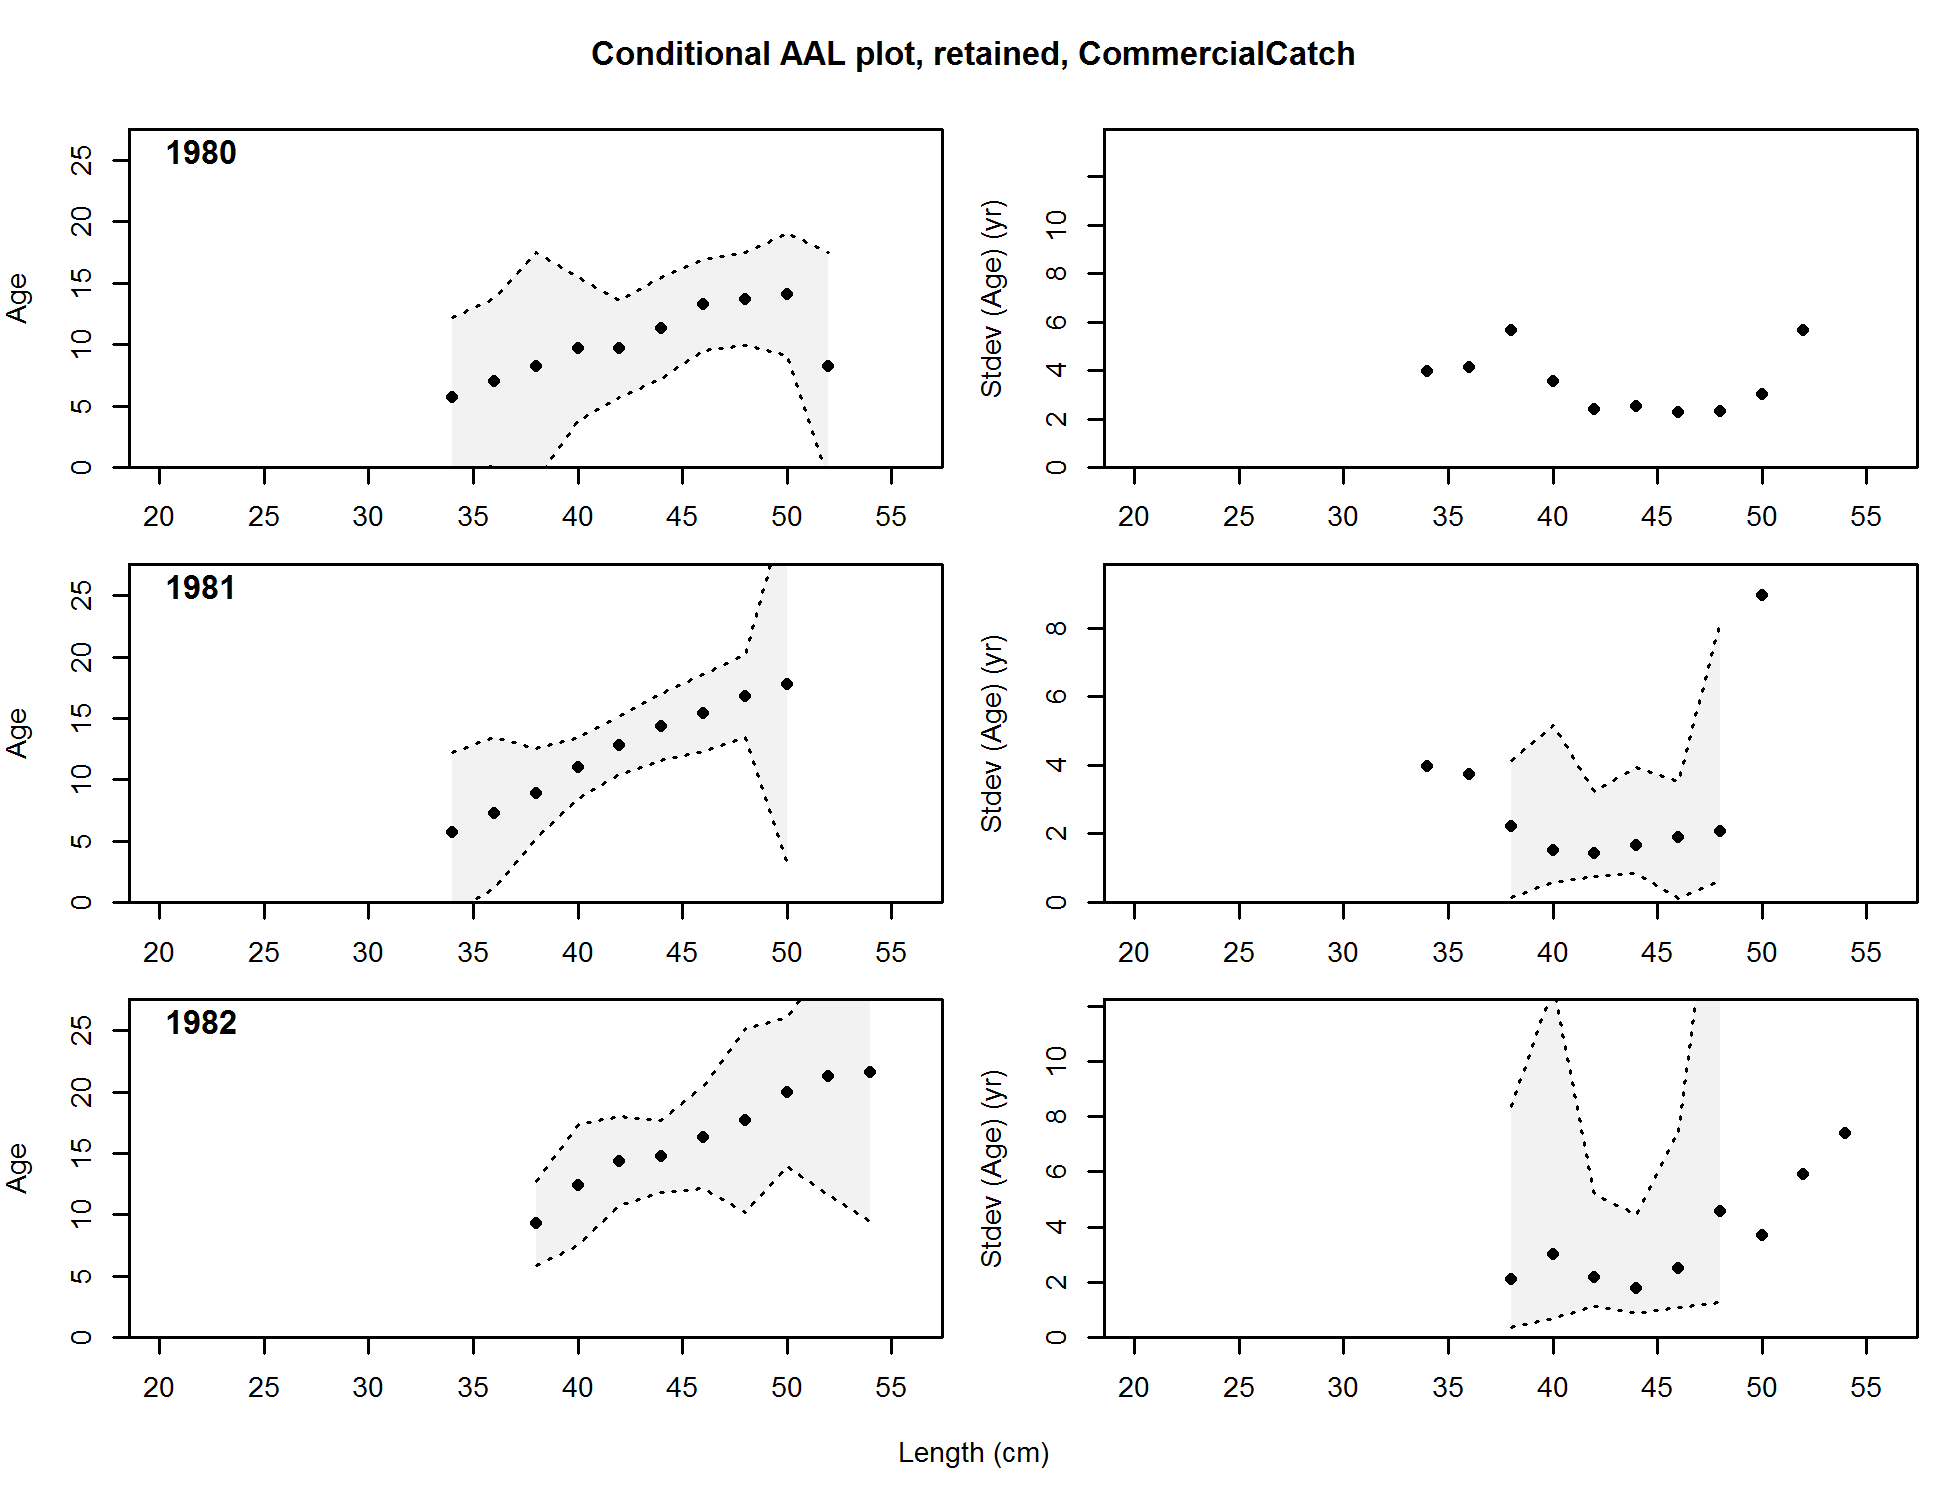 Conditional AAL plot, retained, CommercialCatch
1980
Age
0 5 10 15 20 25
20 25 30 35 40 45 50 55
Stdev (Age) (yr)
0 2 4 6 8 10
20 25 30 35 40 45 50 55
1981
Age
0 5 10 15 20 25
20 25 30 35 40 45 50 55
Stdev (Age) (yr)
0 2 4 6 8
20 25 30 35 40 45 50 55
1982
Age
0 5 10 15 20 25
20 25 30 35 40 45 50 55
Stdev (Age) (yr)
0 2 4 6 8 10
20 25 30 35 40 45 50 55
Length (cm)